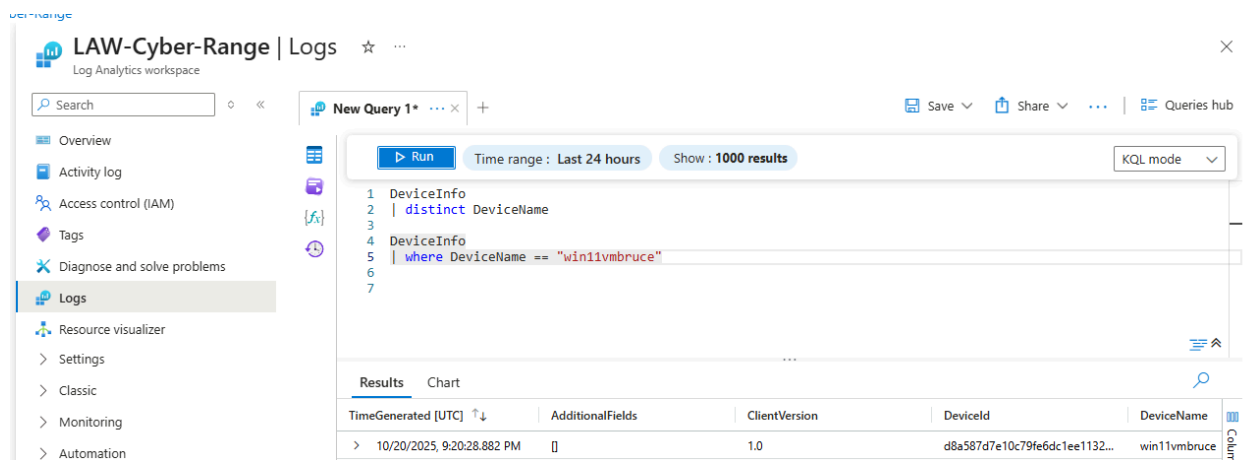 ber-Range
LAW-Cyber-Range | Logs
Log Analytics workspace
Search
Overview
Activity log
Access control (IAM)
Tags
Diagnose and solve problems
Logs
Resource visualizer
Settings
Classic
Monitoring
Automation
New Query 1*
Save
Share
Queries hub
Run
Time range : Last 24 hours
Show : 1000 results
KQL mode
1 DeviceInfo
2 | distinct DeviceName
3
4 DeviceInfo
5 | where DeviceName == "win11vmbruce"
6
7
Results Chart
TimeGenerated [UTC] AdditionalFields ClientVersion DeviceId DeviceName
10/20/2025, 9:20:28.882 PM [] 1.0 d8a587d7e10c79fe6dc1ee1132... win11vmbruce